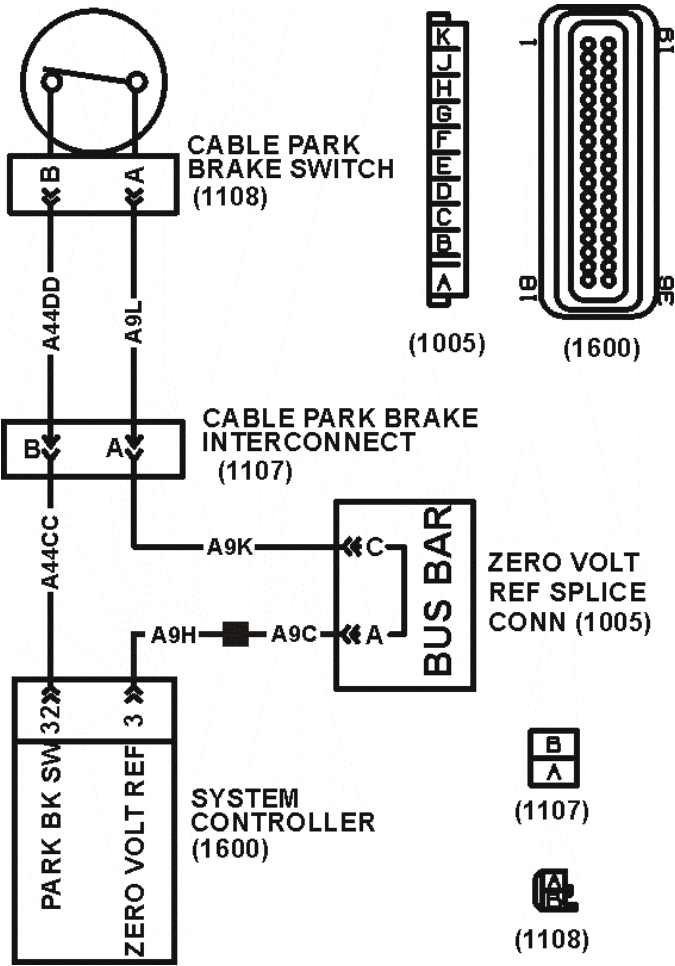 B A
CABLE PARK
BRAKE SWITCH
(1108)
A44DD
A9L
K
J
H
G
F
E
D
C
B
A
(1005)
1 19
18 36
(1600)
CABLE PARK BRAKE
INTERCONNECT
(1107)
B A
A44CC
A9K
C
A9H
A9C
A
BUS BAR
ZERO VOLT
REF SPLICE
CONN (1005)
32 3
PARK BK SW
ZERO VOLT REF
SYSTEM
CONTROLLER
(1600)
B
A
(1107)
A
B
(1108)